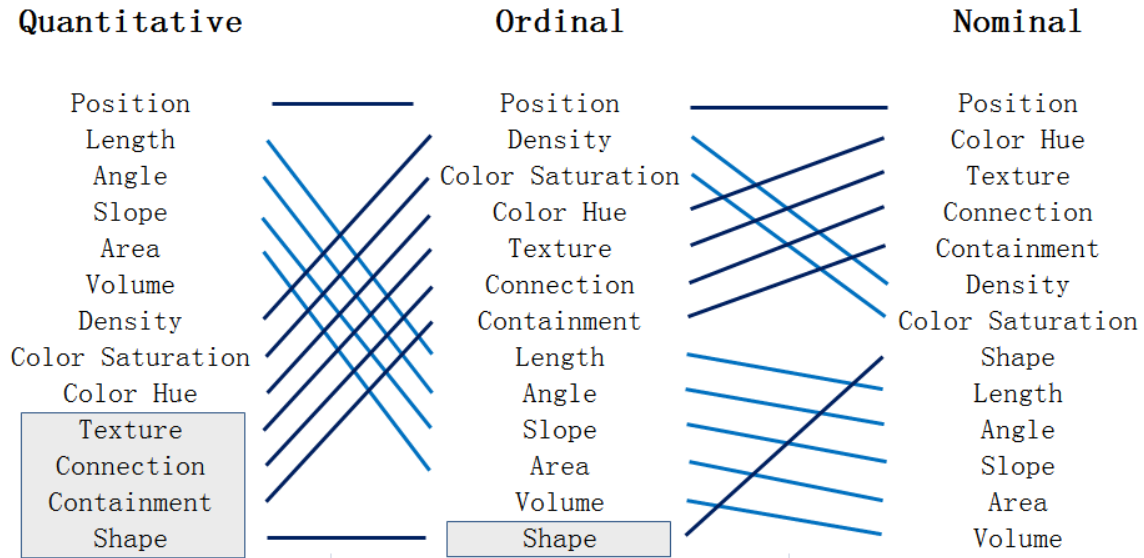 Quantitative
Ordinal
Nominal
Position
Length
Angle
Slope
Area
Volume
Density
Color Saturation
Color Hue
Texture
Connection
Containment
Shape
Position
Density
Color Saturation
Color Hue
Texture
Connection
Containment
Length
Angle
Slope
Area
Volume
Shape
Position
Color Hue
Texture
Connection
Containment
Density
Color Saturation
Shape
Length
Angle
Slope
Area
Volume